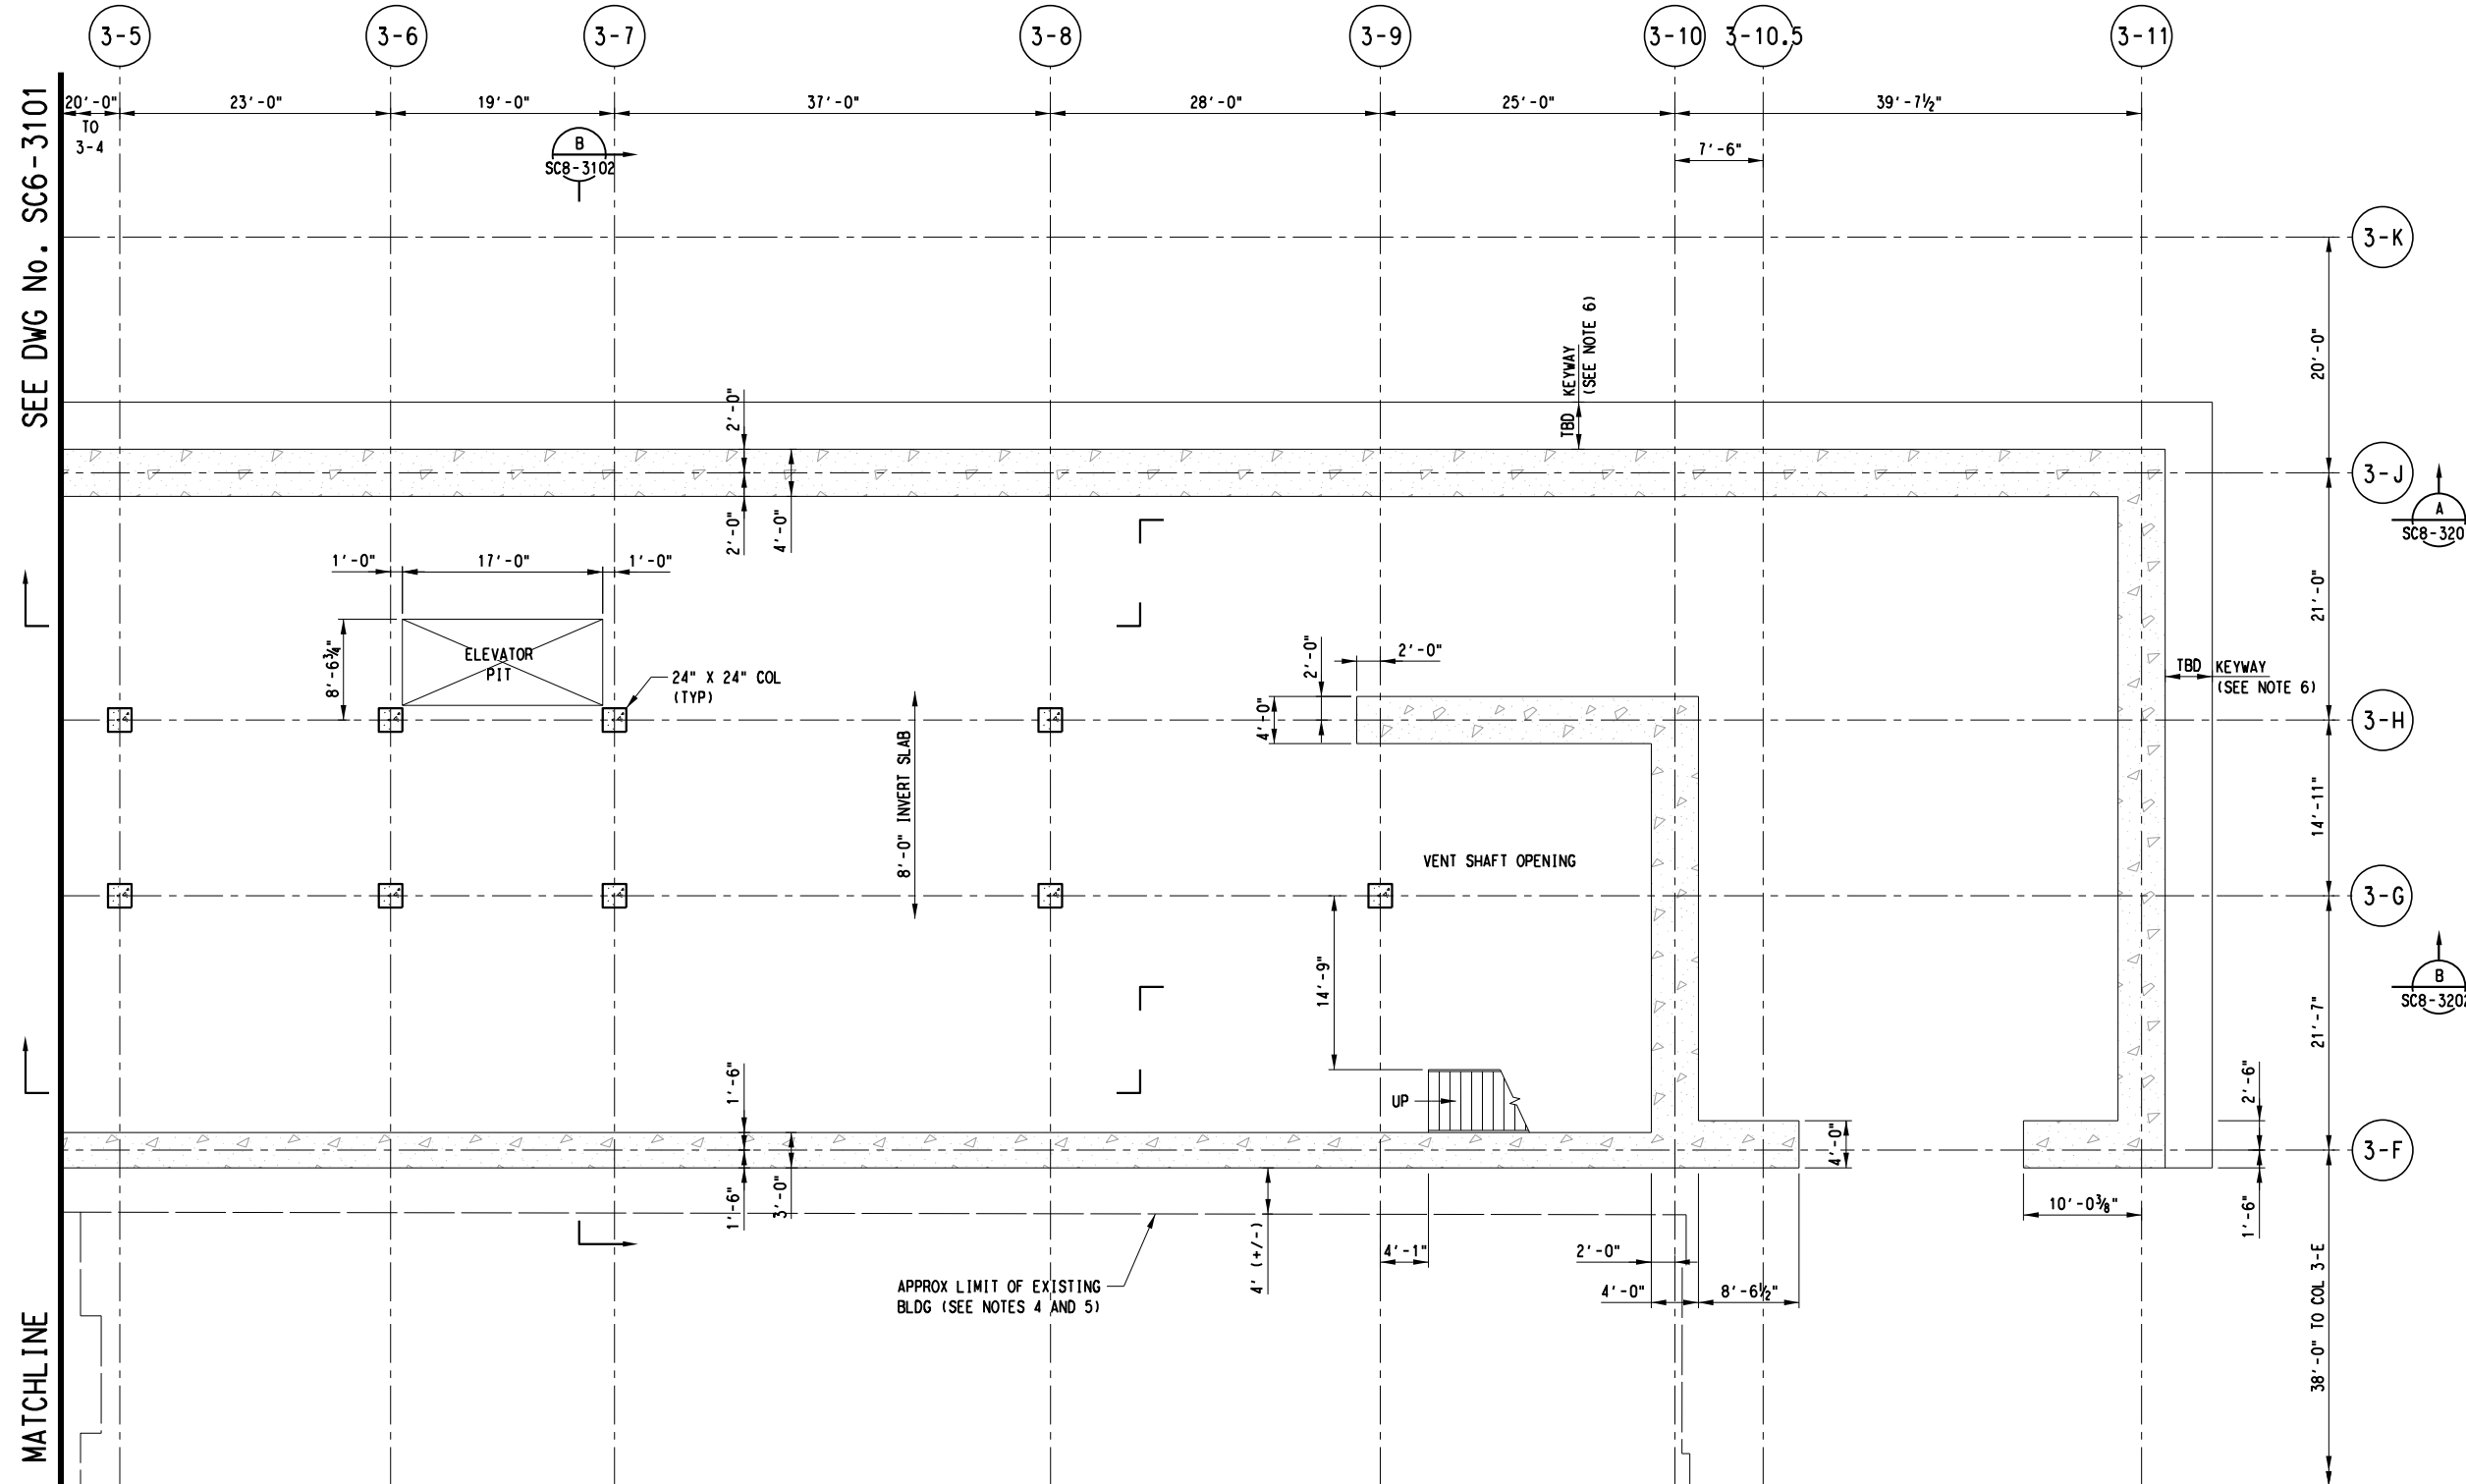 3-5
3-6
3-7
3-8
3-9
3-10
3-10.5
3-11
SEE DWG No. SC6-3101
20'-0"
TO
3-4
23'-0"
19'-0"
37'-0"
28'-0"
25'-0"
39'-7½"
7'-6"
B
SC8-3102
3-K
20'-0"
TBD KEYWAY
(SEE NOTE 6)
2'-0"
2'-0"
4'-0"
3-J
A
SC8-320
21'-0"
1'-0"
17'-0"
1'-0"
8'-6¾"
ELEVATOR
PIT
24" X 24" COL
(TYP)
2'-0"
2'-0"
4'-0"
TBD KEYWAY
(SEE NOTE 6)
3-H
8'-0" INVERT SLAB
14'-11"
VENT SHAFT OPENING
3-G
14'-9"
B
SC8-3202
21'-7"
UP
1'-6"
1'-6"
3'-0"
4'-0"
2'-6"
1'-6"
3-F
10'-0⅜"
4' (+/-)
4'-1"
2'-0"
4'-0"
8'-6½"
APPROX LIMIT OF EXISTING
BLDG (SEE NOTES 4 AND 5)
38'-0" TO COL 3-E
MATCHLINE